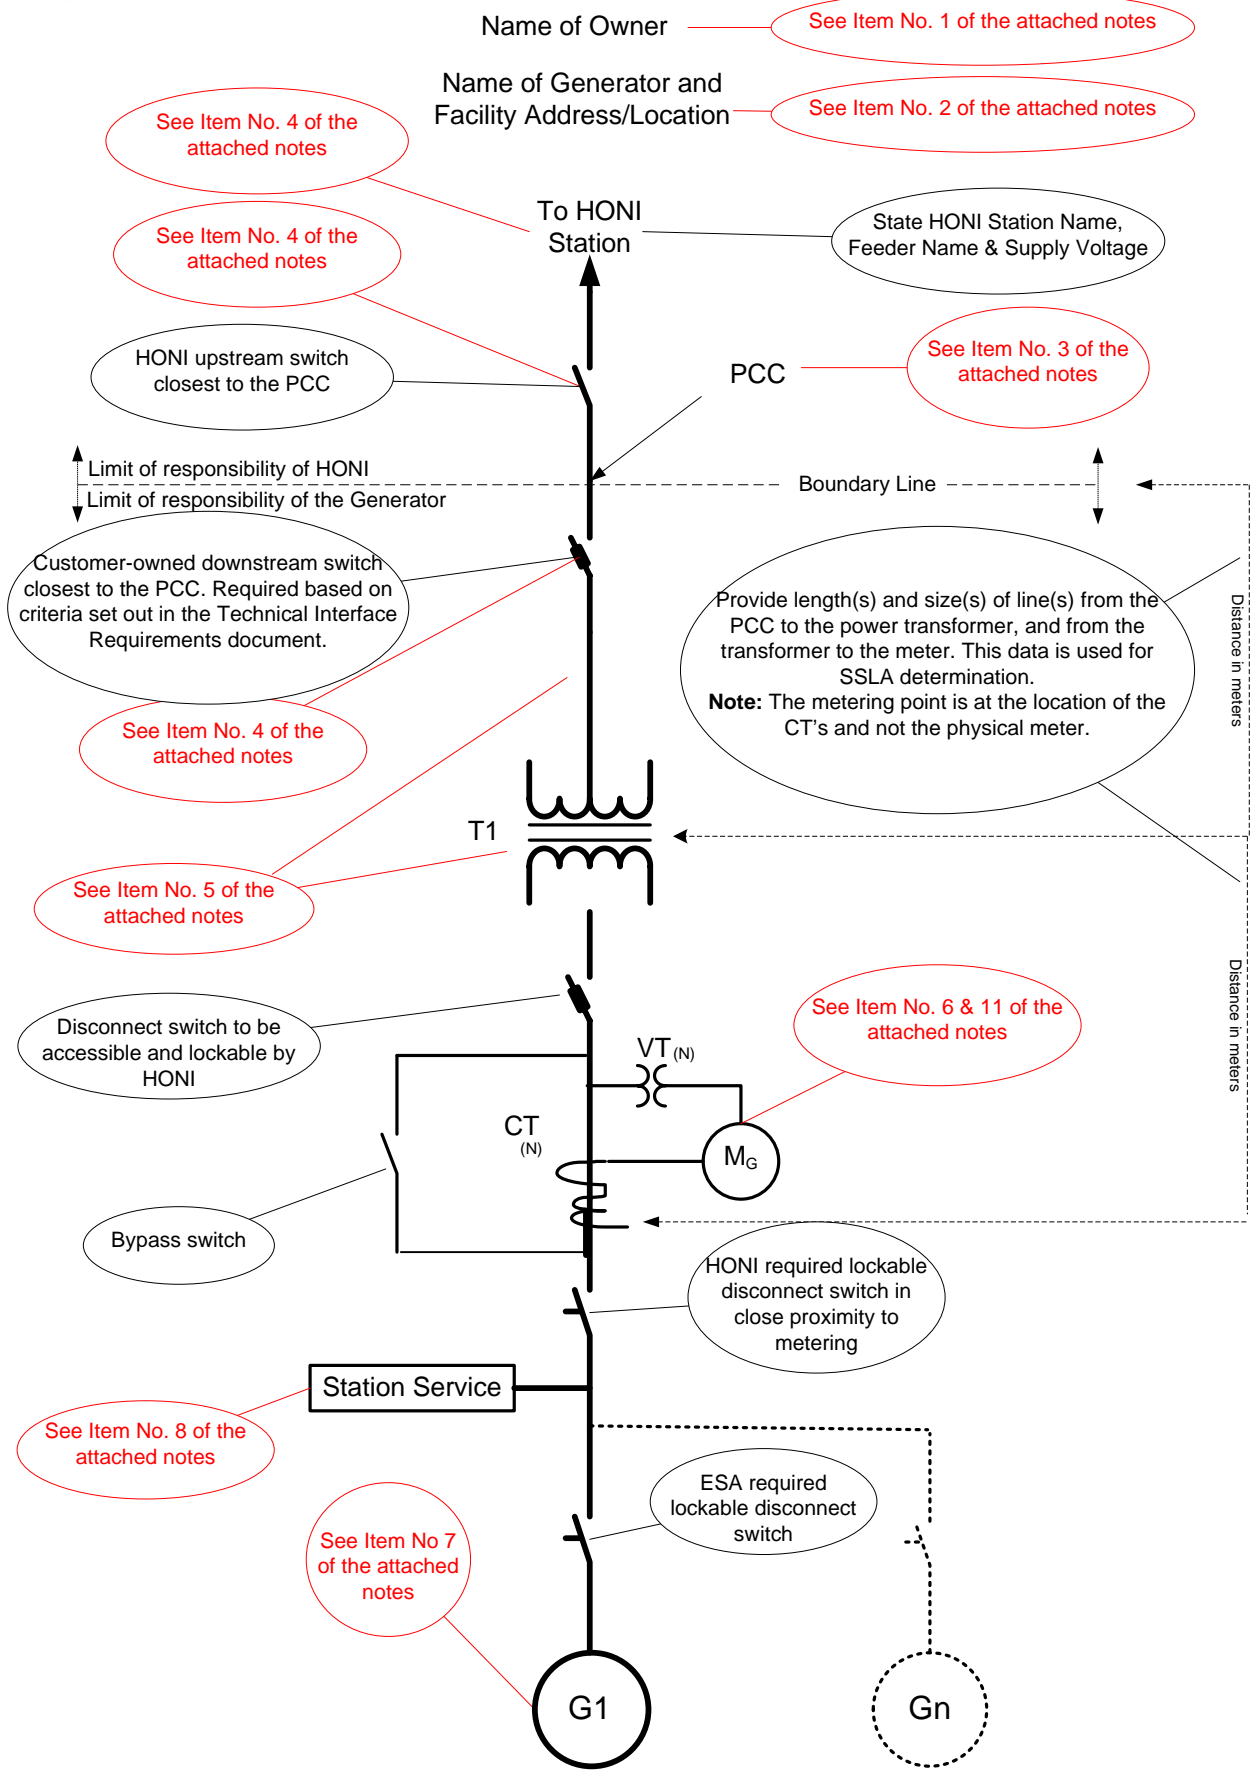 Name of Owner
See Item No. 1 of the attached notes
Name of Generator and
Facility Address/Location
See Item No. 2 of the attached notes
See Item No. 4 of the
attached notes
To HONI
Station
State HONI Station Name,
Feeder Name & Supply Voltage
See Item No. 4 of the
attached notes
HONI upstream switch
closest to the PCC
PCC
See Item No. 3 of the
attached notes
Limit of responsibility of HONI
Limit of responsibility of the Generator
Boundary Line
Customer-owned downstream switch
closest to the PCC. Required based on
criteria set out in the Technical Interface
Requirements document.
Provide length(s) and size(s) of line(s) from the
PCC to the power transformer, and from the
transformer to the meter. This data is used for
SSLA determination.
Note: The metering point is at the location of the
CT's and not the physical meter.
Distance in meters
See Item No. 4 of the
attached notes
T1
See Item No. 5 of the
attached notes
Distance in meters
Disconnect switch to be
accessible and lockable by
HONI
See Item No. 6 & 11 of the
attached notes
VT (N)
CT
(N)
MG
Bypass switch
HONI required lockable
disconnect switch in
close proximity to
metering
Station Service
See Item No. 8 of the
attached notes
ESA required
lockable disconnect
switch
See Item No 7
of the attached
notes
G1
Gn